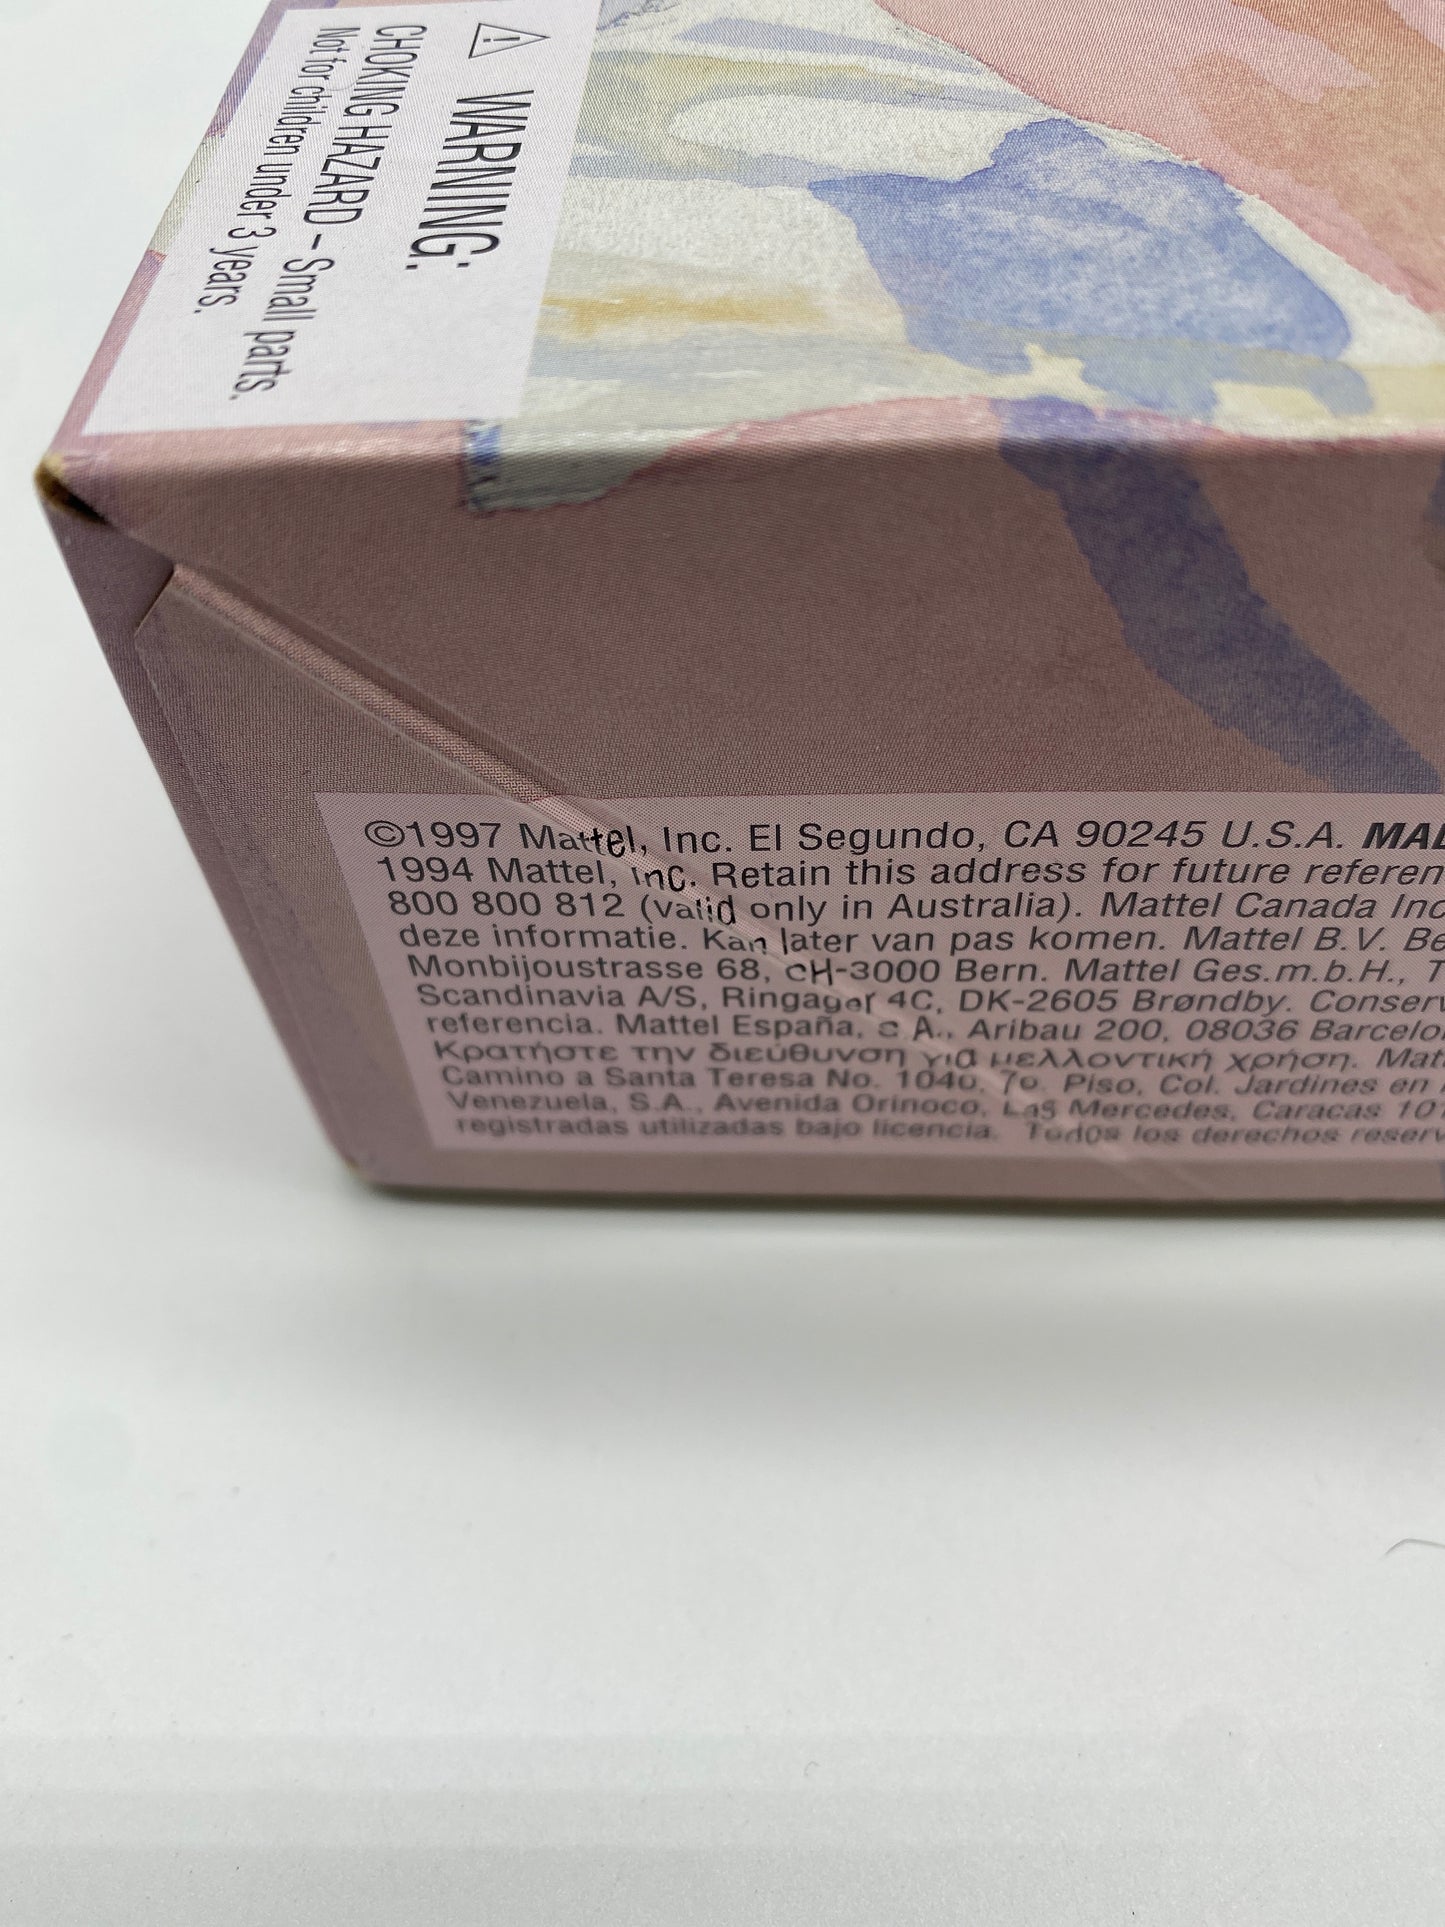 WARNING:
CHOKING HAZARD – Small parts.
Not for children under 3 years.
©1997 Mattel, Inc. El Segundo, CA 90245 U.S.A.
1994 Mattel, Inc. Retain this address for future
800 800 812 (valid only in Australia). Mattel Canada Inc
deze informatie. Kan later van pas komen. Mattel B.V.
Monbijoustrasse 68, CH-3000 Bern. Mattel Ges.m.b.H.,
Scandinavia A/S, Ringager 4C, DK-2605 Brøndby.
referencia. Mattel España, S.A., Aribau 200, 08036
Κρατήστε την διεύθυνση για μελλοντική χρήση.
Camino a Santa Teresa No. 1040, 7o. Piso, Col. Jardines en
Venezuela, S.A., Avenida Orinoco, Las Mercedes, Caracas
registradas utilizadas bajo licencia. Todos los derechos